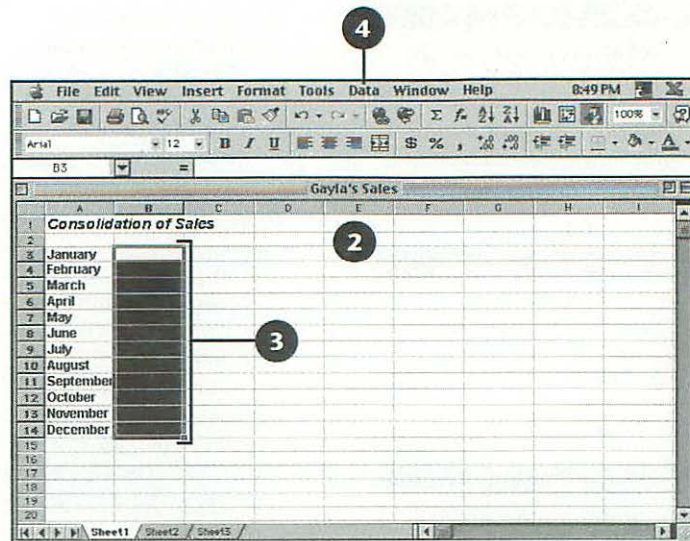 4
File Edit View Insert Format Tools Data Window Help 8:49 PM
100%
Arial 12 B I U $ % ,
B3 =
Gayla's Sales
A B C D E F G H I
1 Consolidation of Sales
2
2
3 January
4 February
5 March
6 April
7 May
8 June
3
9 July
10 August
11 September
12 October
13 November
14 December
15
16
17
18
19
20
Sheet1 Sheet2 Sheet3